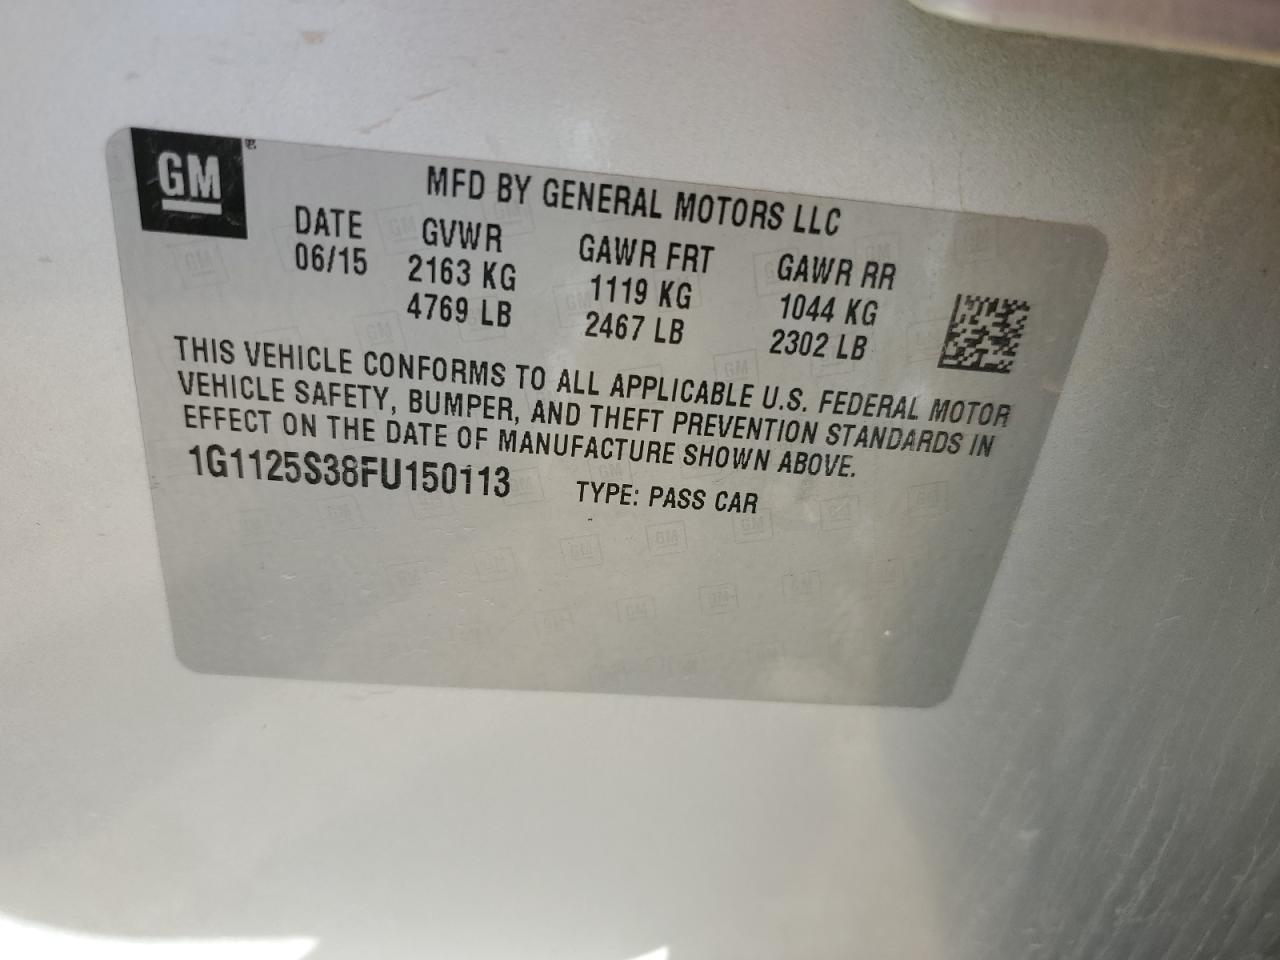 GM
MFD BY GENERAL MOTORS LLC
DATE GVWR GAWR FRT GAWR RR
06/15 2163 KG 1119 KG 1044 KG
4769 LB 2467 LB 2302 LB
THIS VEHICLE CONFORMS TO ALL APPLICABLE U.S. FEDERAL MOTOR
VEHICLE SAFETY, BUMPER, AND THEFT PREVENTION STANDARDS IN
EFFECT ON THE DATE OF MANUFACTURE SHOWN ABOVE.
1G1125S38FU150113 TYPE: PASS CAR